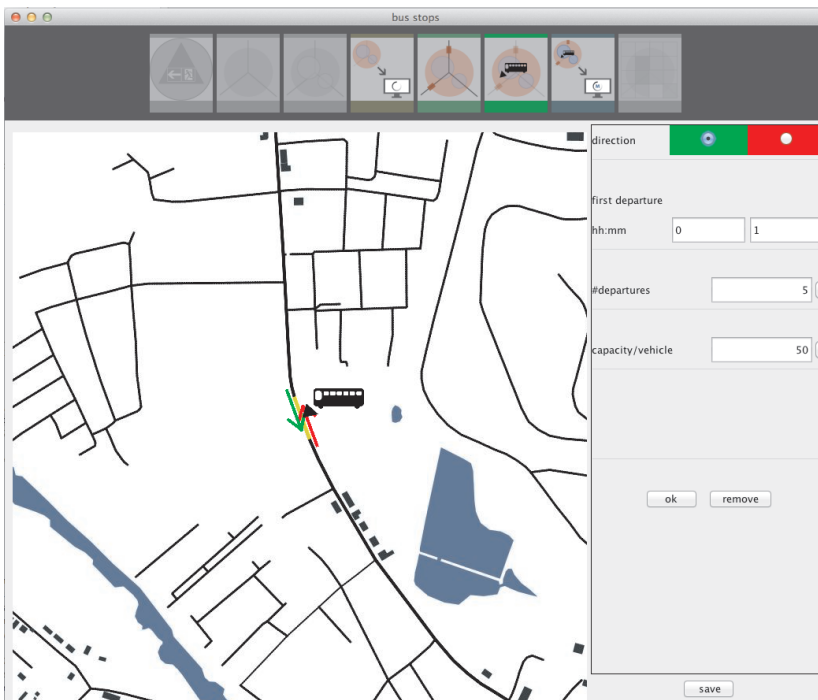 bus stops
direction
first departure
hh:mm 0 1
#departures 5
capacity/vehicle 50
ok remove
save